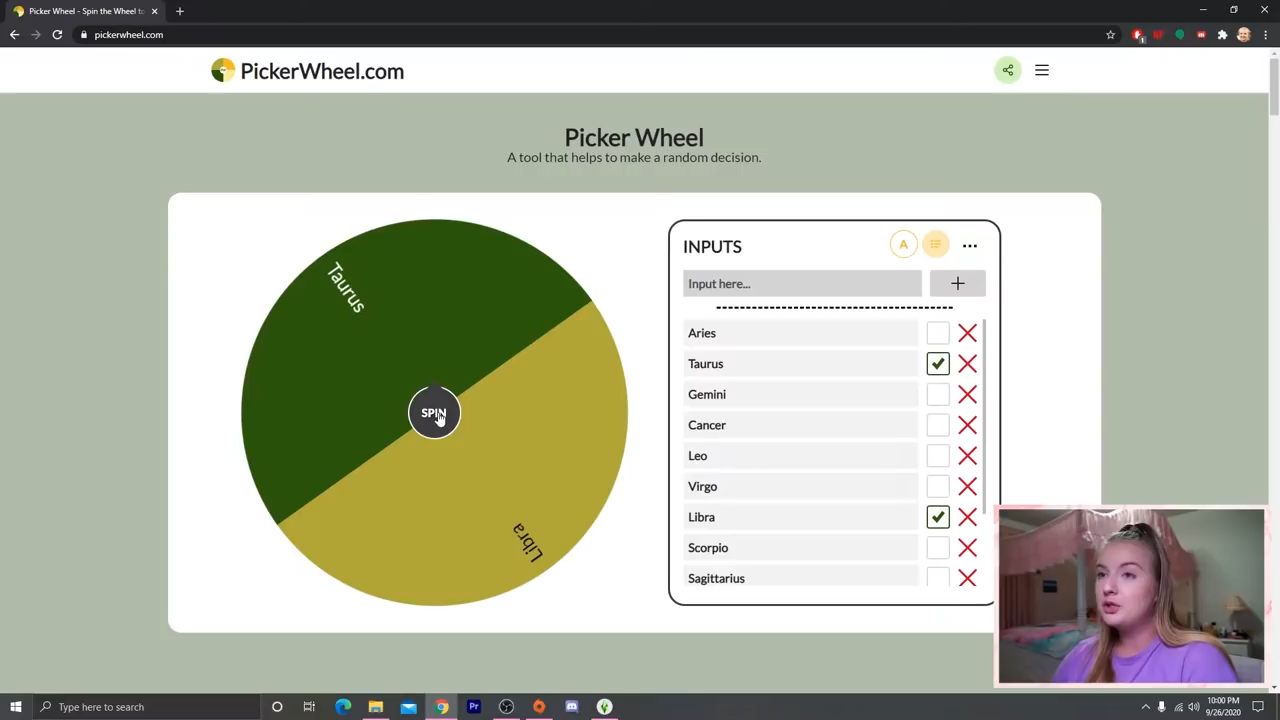 Picker Wheel - Spin the Wheel to
pickerwheel.com
1
PickerWheel.com
Picker Wheel
A tool that helps to make a random decision.
Taurus
SPIN
Libra
INPUTS
A
Input here...
Aries
Taurus
Gemini
Cancer
Leo
Virgo
Libra
Scorpio
Sagittarius
Type here to search
Pr
10:00 PM
9/26/2020